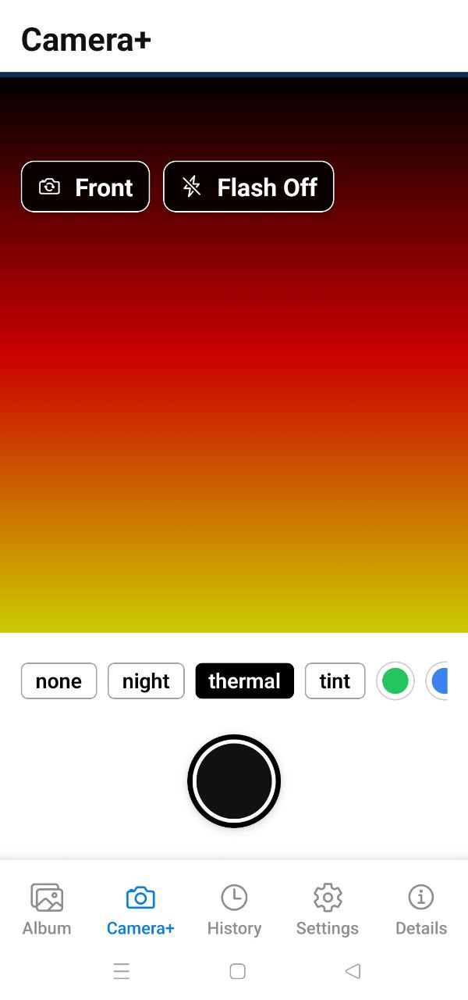 Camera+
Front Flash Off
none night thermal tint
Album Camera+ History Settings Details